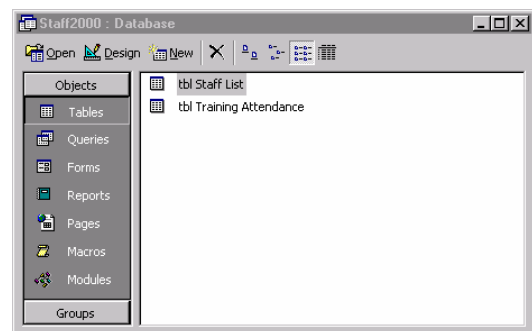 Staff2000 : Database
Open Design New
Objects
Tables
Queries
Forms
Reports
Pages
Macros
Modules
Groups
tbl Staff List
tbl Training Attendance